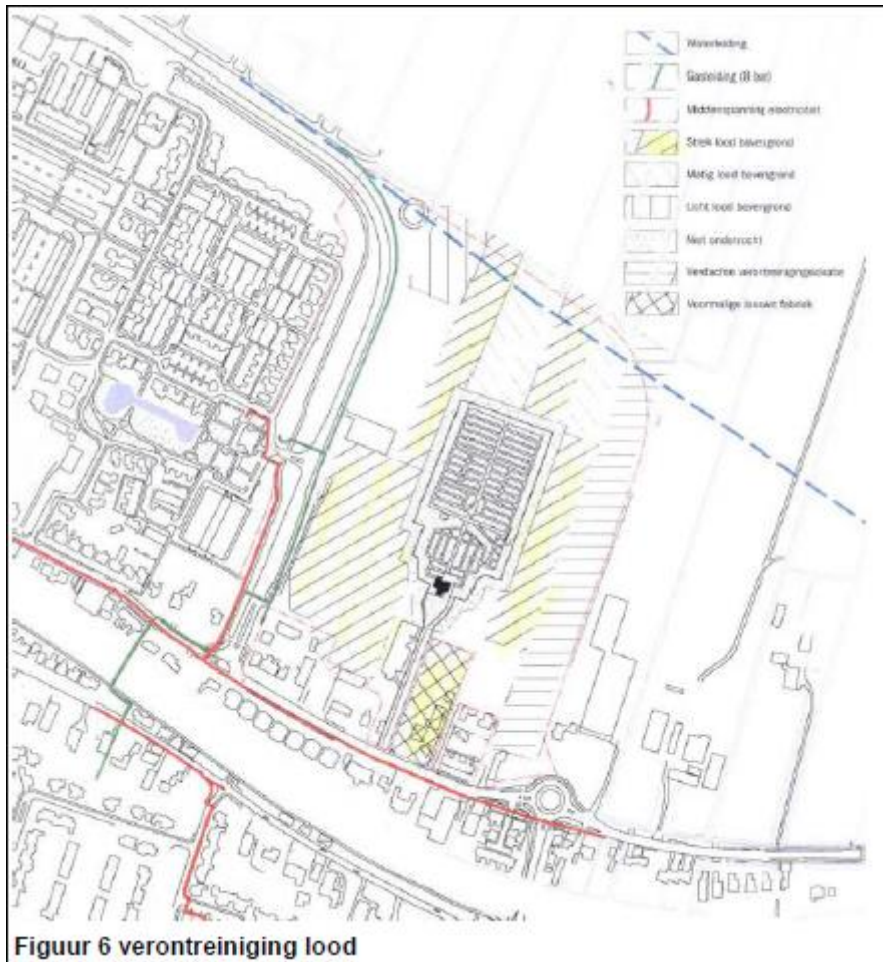 Waterleiding
Gasleiding (8 bar)
Middenspanning electriciteit
Sterk lood bovengrond
Matig lood bovengrond
Licht lood bovengrond
Niet onderzocht
Verdachte verontreinigingslocatie
Voormalige loodwit fabriek
Figuur 6 verontreiniging lood